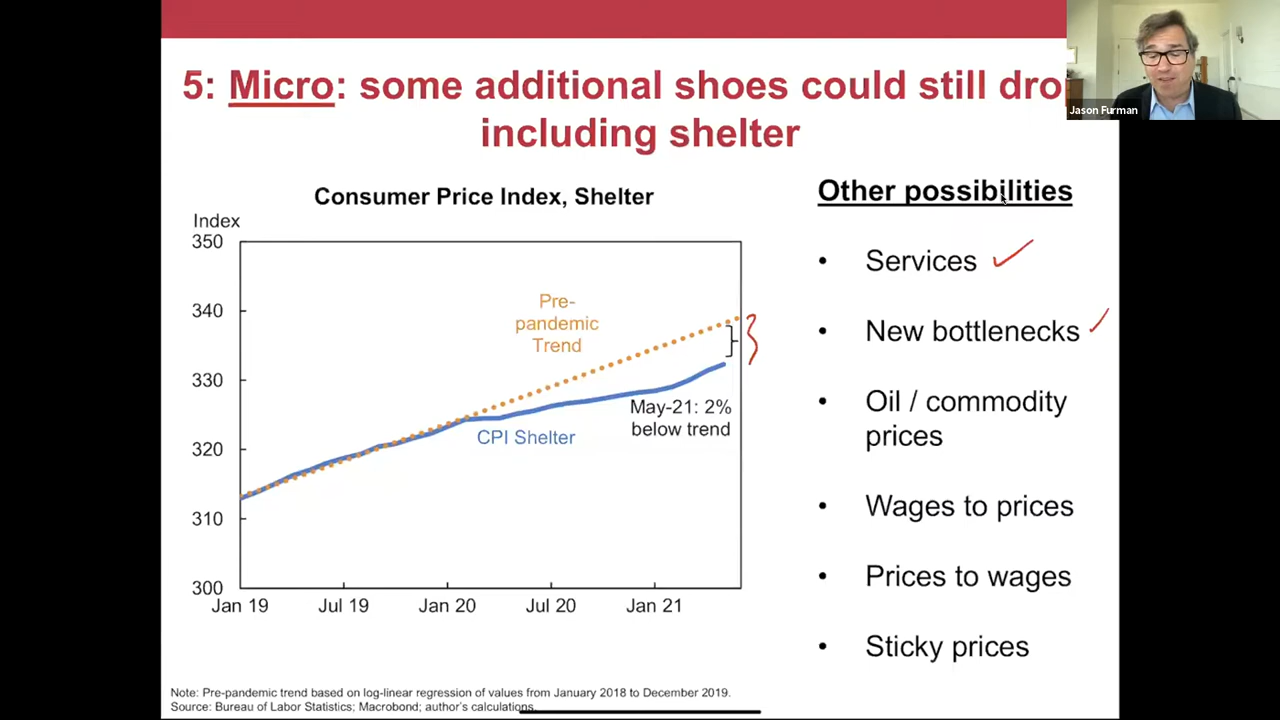 5: Micro: some additional shoes could still dro
including shelter
Jason Furman
Consumer Price Index, Shelter
Index
350
340
330
320
310
300
Jan 19
Jul 19
Jan 20
Jul 20
Jan 21
Pre-
pandemic
Trend
CPI Shelter
May-21: 2%
below trend
Other possibilities
• Services
• New bottlenecks
• Oil / commodity
prices
• Wages to prices
• Prices to wages
• Sticky prices
Note: Pre-pandemic trend based on log-linear regression of values from January 2018 to December 2019.
Source: Bureau of Labor Statistics; Macrobond; author's calculations.